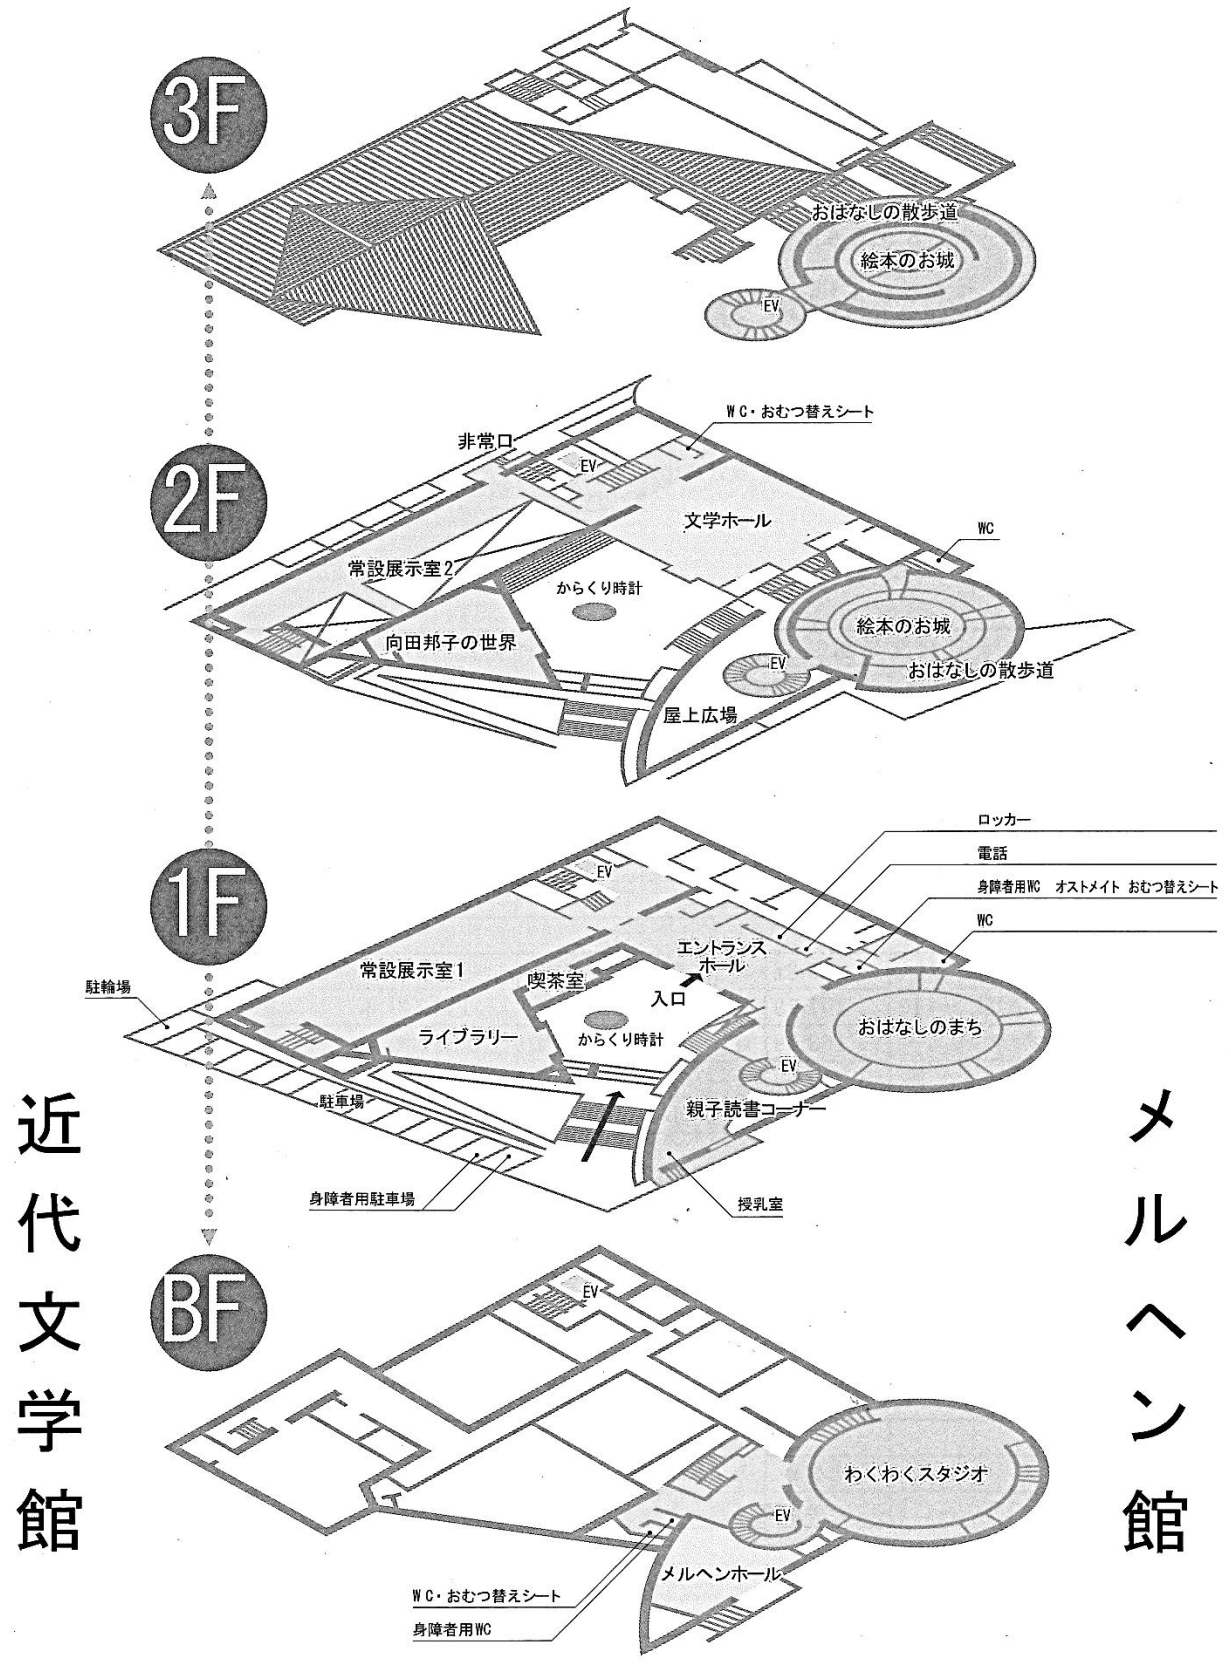 3F
おはなしの散歩道
絵本のお城
EV
2F
WC・おむつ替えシート
非常口
EV
文学ホール
WC
常設展示室2
からくり時計
向田邦子の世界
絵本のお城
EV
おはなしの散歩道
屋上広場
1F
ロッカー
電話
身障者用WC オストメイト おむつ替えシート
WC
EV
エントランス
ホール
常設展示室1
喫茶室
入口
駐輪場
ライブラリー
からくり時計
おはなしのまち
EV
駐車場
親子読書コーナー
身障者用駐車場
授乳室
BF
EV
わくわくスタジオ
EV
メルヘンホール
WC・おむつ替えシート
身障者用WC
近代文学館
メルヘン館